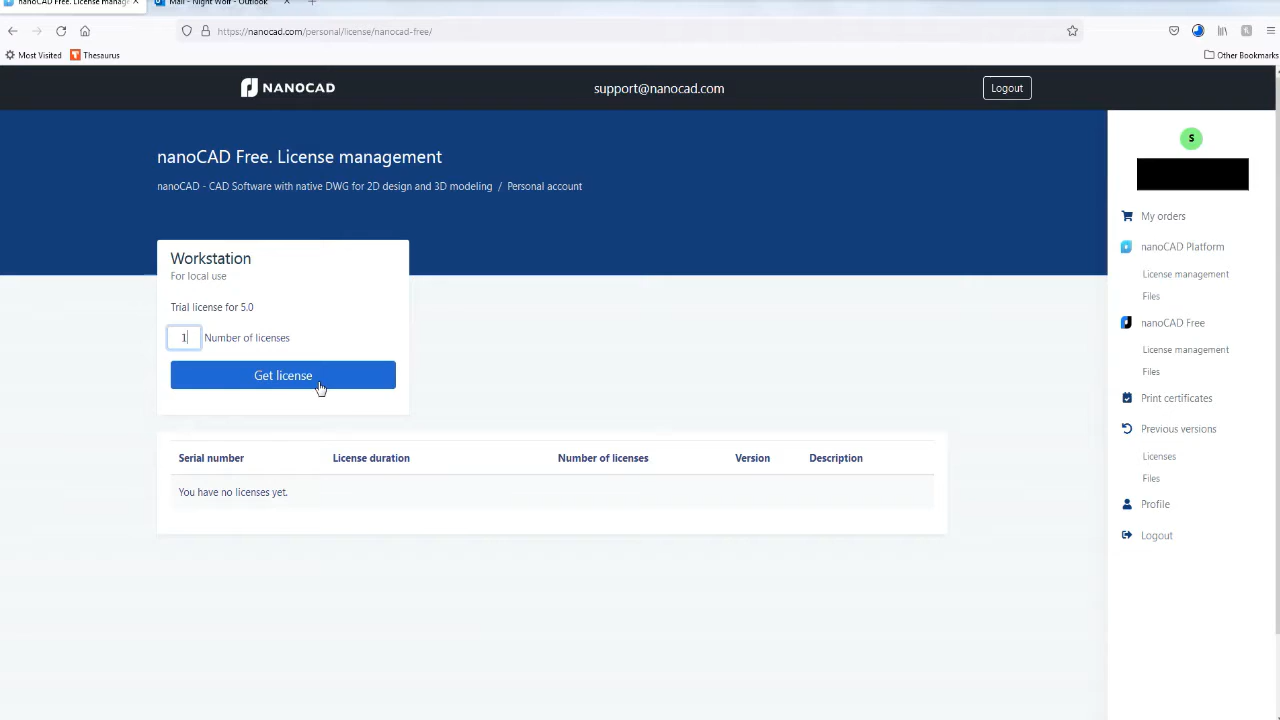 nanoCAD Free. License manag
Mail - Night Wolf - Outlook
https://nanocad.com/personal/license/nanocad-free/
Most Visited
Thesaurus
Other Bookmarks
NANOCAD
support@nanocad.com
Logout
nanoCAD Free. License management
nanoCAD - CAD Software with native DWG for 2D design and 3D modeling / Personal account
Workstation
For local use
Trial license for 5.0
1 Number of licenses
Get license
Serial number License duration Number of licenses Version Description
You have no licenses yet.
S
My orders
nanoCAD Platform
License management
Files
nanoCAD Free
License management
Files
Print certificates
Previous versions
Licenses
Files
Profile
Logout